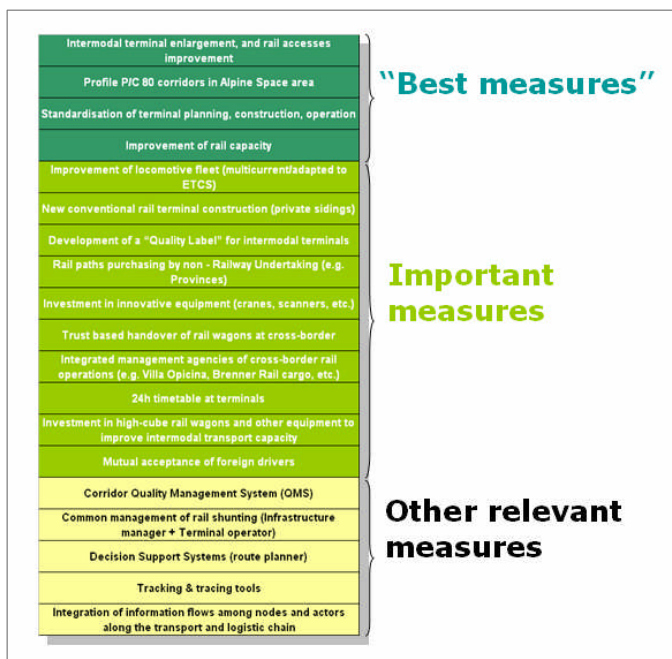 Intermodal terminal enlargement, and rail accesses
improvement
Profile P/C 80 corridors in Alpine Space area
Standardisation of terminal planning, construction, operation
Improvement of rail capacity
"Best measures"
Improvement of locomotive fleet (multicurrent/adapted to
ETCS)
New conventional rail terminal construction (private sidings)
Development of a "Quality Label" for intermodal terminals
Rail paths purchasing by non - Railway Undertaking (e.g.
Provinces)
Investment in innovative equipment (cranes, scanners, etc.)
Trust based handover of rail wagons at cross-border
Integrated management agencies of cross-border rail
operations (e.g. Villa Opicina, Brenner Rail cargo, etc.)
24h timetable at terminals
Investment in high-cube rail wagons and other equipment to
improve intermodal transport capacity
Mutual acceptance of foreign drivers
Important
measures
Corridor Quality Management System (QMS)
Common management of rail shunting (Infrastructure
manager + Terminal operator)
Decision Support Systems (route planner)
Tracking & tracing tools
Integration of information flows among nodes and actors
along the transport and logistic chain
Other relevant
measures